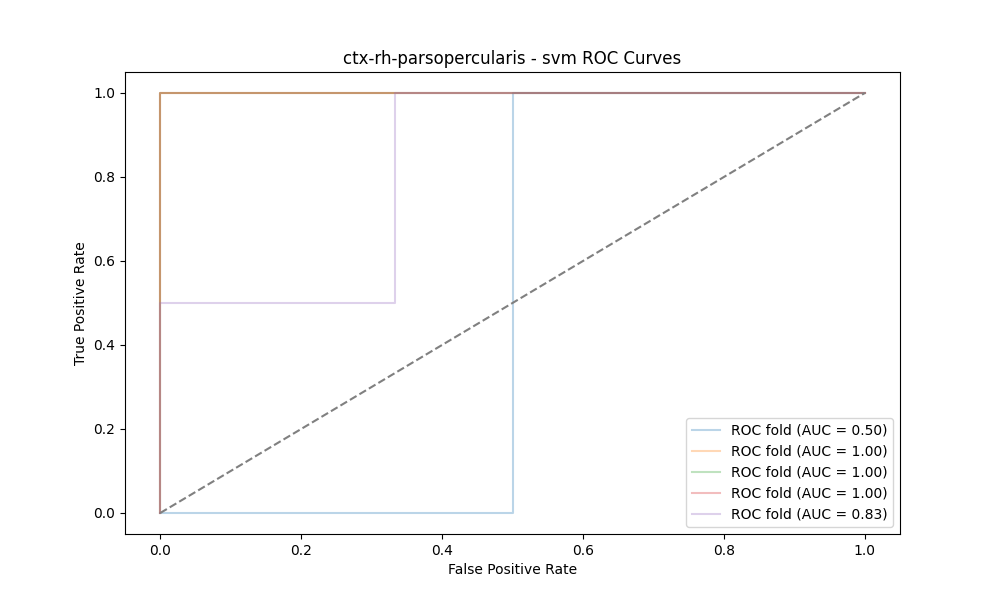 ctx-rh-parsopercularis - svm ROC Curves
True Positive Rate
1.0
0.8
0.6
0.4
0.2
0.0
ROC fold (AUC = 0.50)
ROC fold (AUC = 1.00)
ROC fold (AUC = 1.00)
ROC fold (AUC = 1.00)
ROC fold (AUC = 0.83)
0.0 0.2 0.4 0.6 0.8 1.0
False Positive Rate